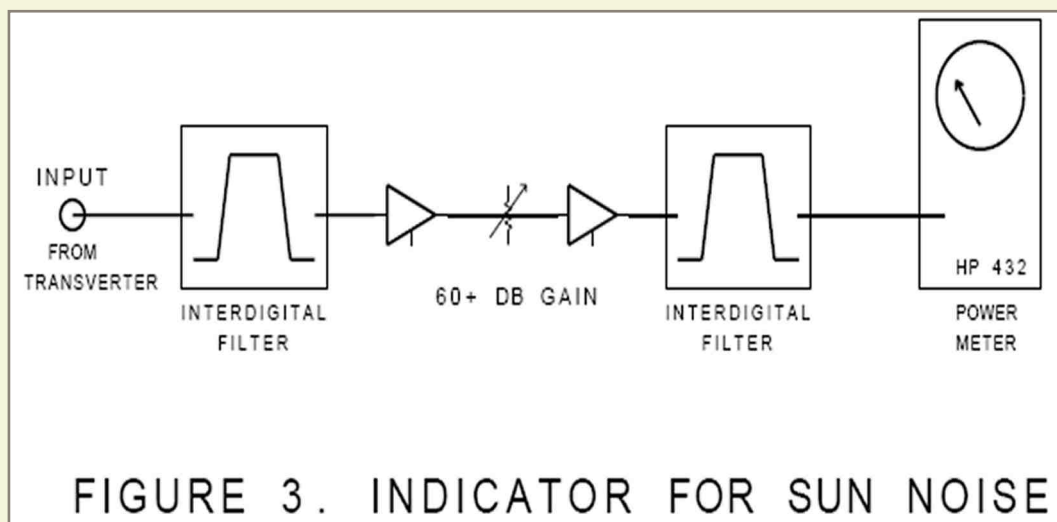 INPUT
FROM
TRANSVERTER
INTERDIGITAL
FILTER
60+ DB GAIN
INTERDIGITAL
FILTER
HP 432
POWER
METER
FIGURE 3. INDICATOR FOR SUN NOISE